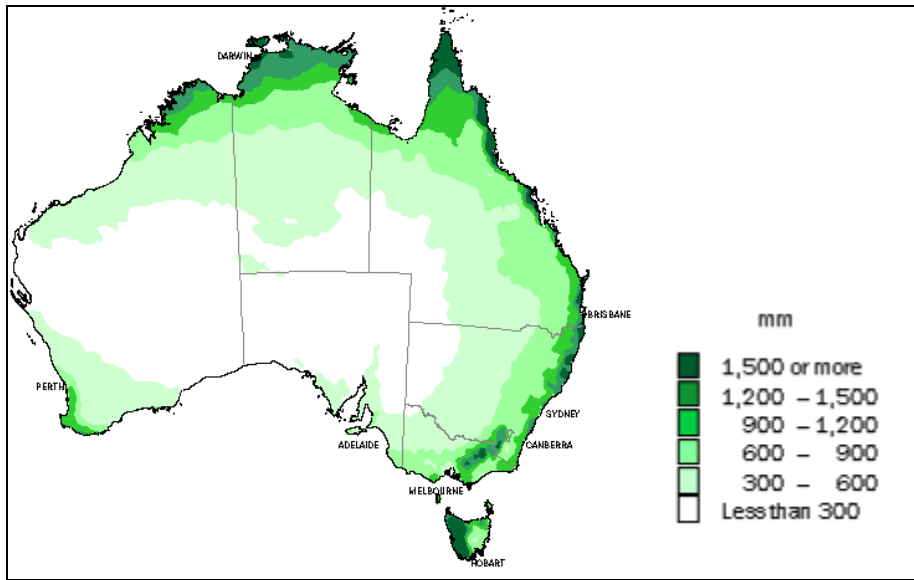 DARWIN
BRISBANE
PERTH
SYDNEY
ADELAIDE
CANBERRA
MELBOURNE
HOBART
mm
1,500 or more
1,200 – 1,500
900 – 1,200
600 – 900
300 – 600
Less than 300